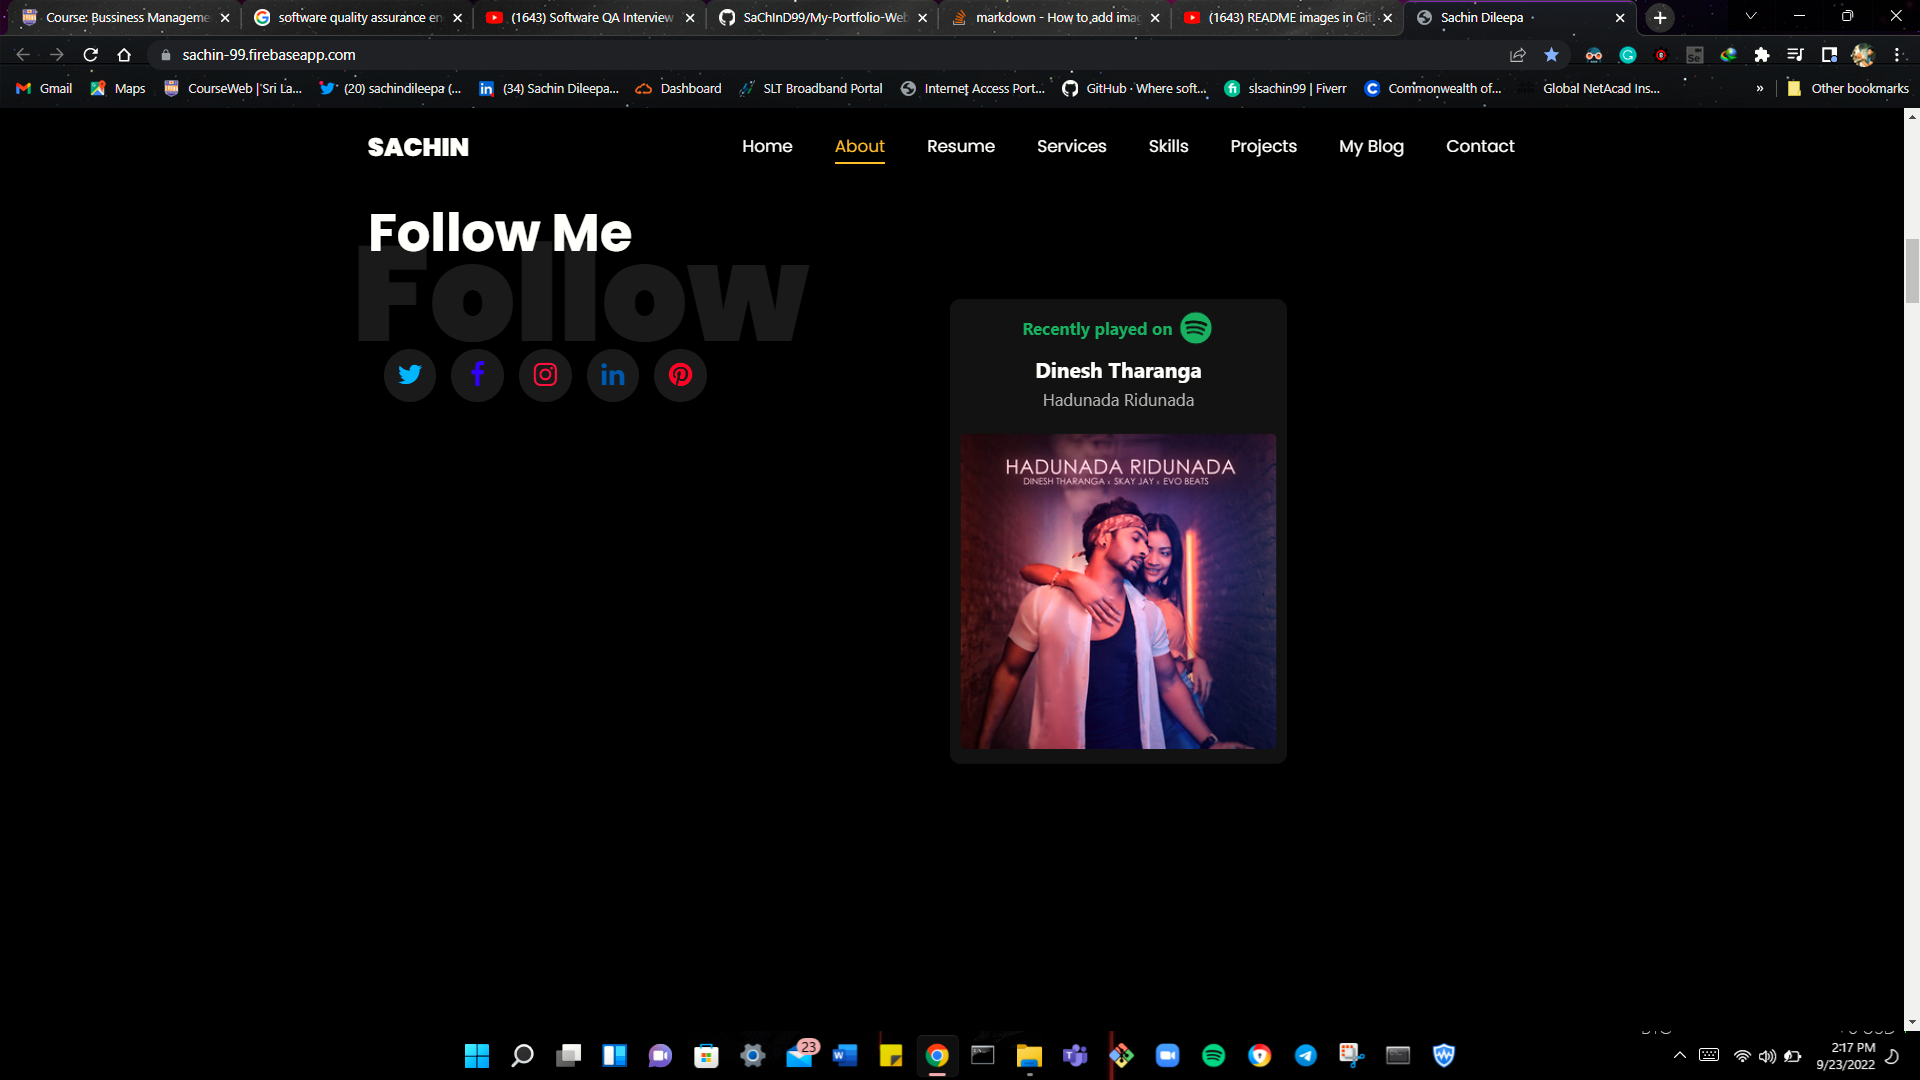 Course: Bussiness Manageme
software quality assurance en
(1643) Software QA Interview
SaChInD99/My-Portfolio-Web
markdown - How to add imag
(1643) README images in Git
Sachin Dileepa
sachin-99.firebaseapp.com
Gmail
Maps
CourseWeb | Sri La...
(20) sachindileepa (...
(34) Sachin Dileepa...
Dashboard
SLT Broadband Portal
Internet Access Port...
GitHub · Where soft...
slsachin99 | Fiverr
Commonwealth of...
Global NetAcad Ins...
»
Other bookmarks
SACHIN
Home
About
Resume
Services
Skills
Projects
My Blog
Contact
Follow Me
Follow
Recently played on
Dinesh Tharanga
Hadunada Ridunada
HADUNADA RIDUNADA
DINESH THARANGA x SKAY JAY x EVO BEATS
23
2:17 PM
9/23/2022